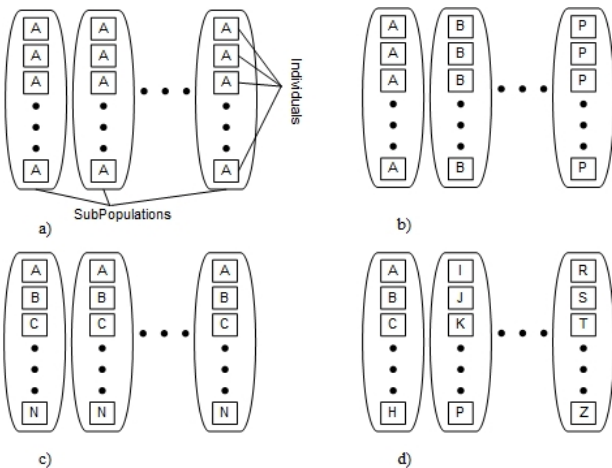 A A A
A A A
A A A
A A A
Individuals
SubPopulations
a)
A B P
A B P
A B P
A B P
b)
A A A
B B B
C C C
N N N
c)
A I R
B J S
C K T
H P Z
d)